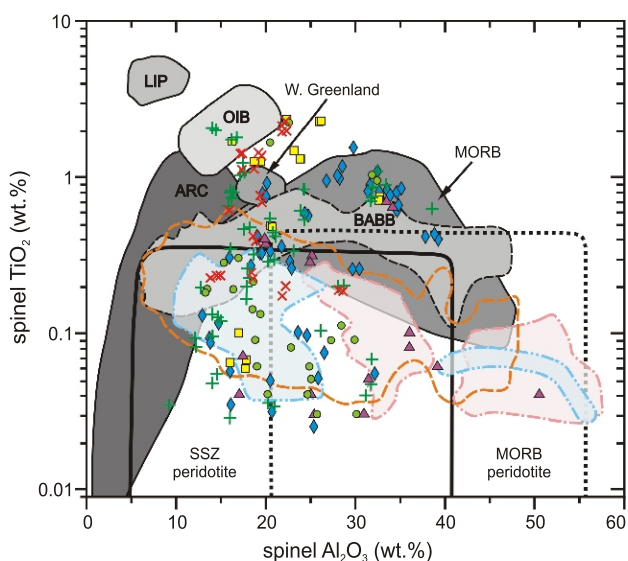 10
LIP
OIB
W. Greenland
MORB
1
ARC
BABB
spinel TiO₂ (wt.%)
0.1
SSZ
peridotite
MORB
peridotite
0.01
0
10
20
30
40
50
60
spinel Al₂O₃ (wt.%)